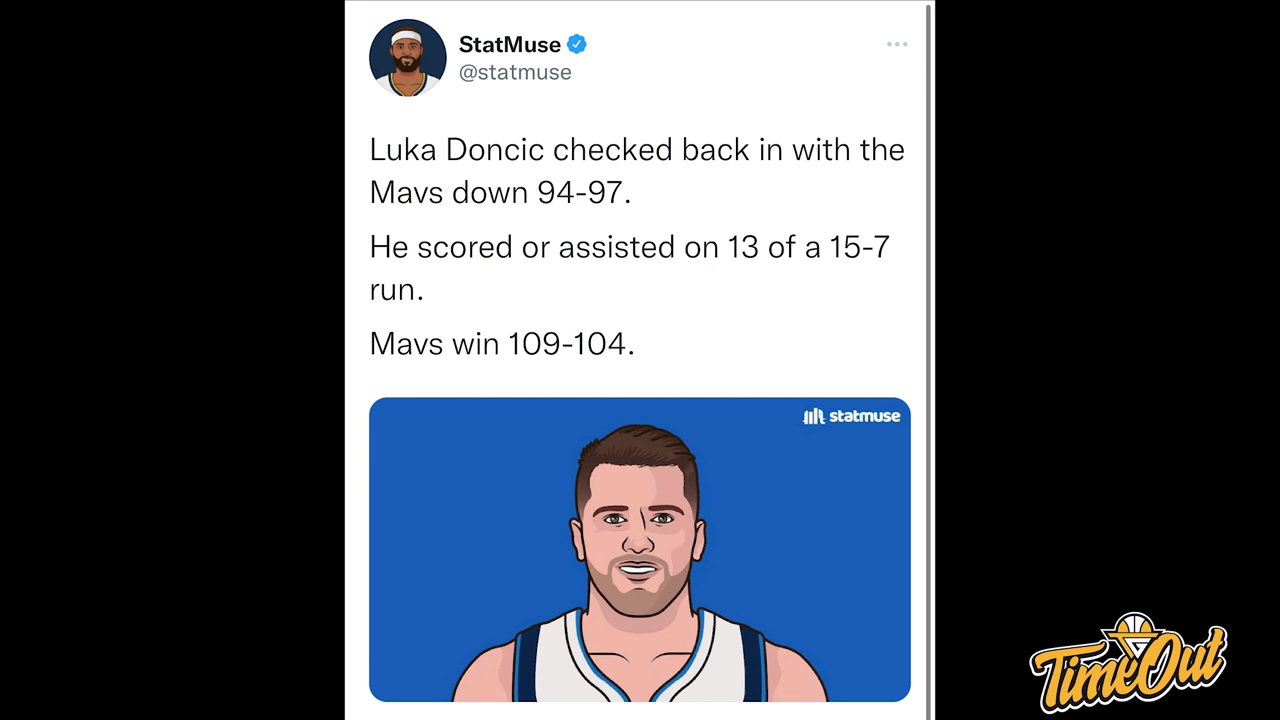 StatMuse
@statmuse
Luka Doncic checked back in with the
Mavs down 94-97.
He scored or assisted on 13 of a 15-7
run.
Mavs win 109-104.
statmuse
TimeOut